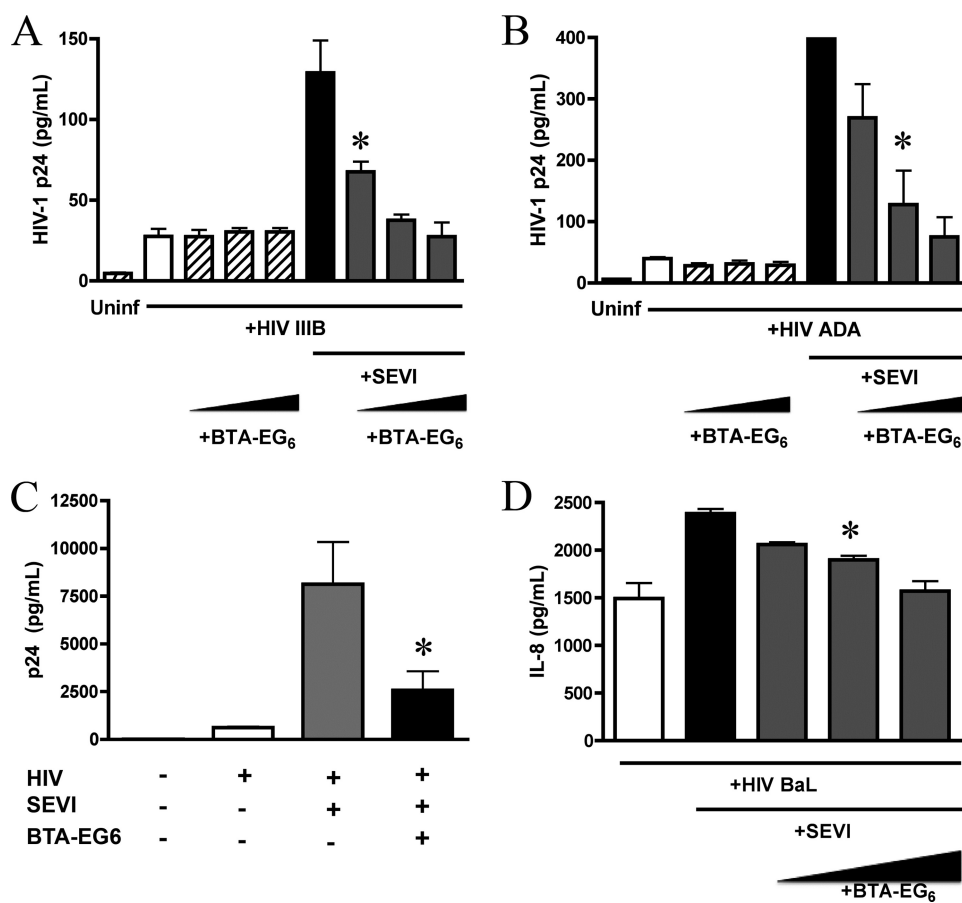 A
HIV-1 p24 (pg/mL)
150
100
50
0
*
Uninf
+HIV IIIB
+SEVI
+BTA-EG6
+BTA-EG6
B
HIV-1 p24 (pg/mL)
400
300
400
200
100
0
*
Uninf
+HIV ADA
+SEVI
+BTA-EG6
+BTA-EG6
C
p24 (pg/mL)
12500
10000
7500
5000
2500
0
*
HIV - + + +
SEVI - - + +
BTA-EG6 - - - +
D
IL-8 (pg/mL)
2500
2000
1500
1000
500
0
*
+HIV BaL
+SEVI
+BTA-EG6